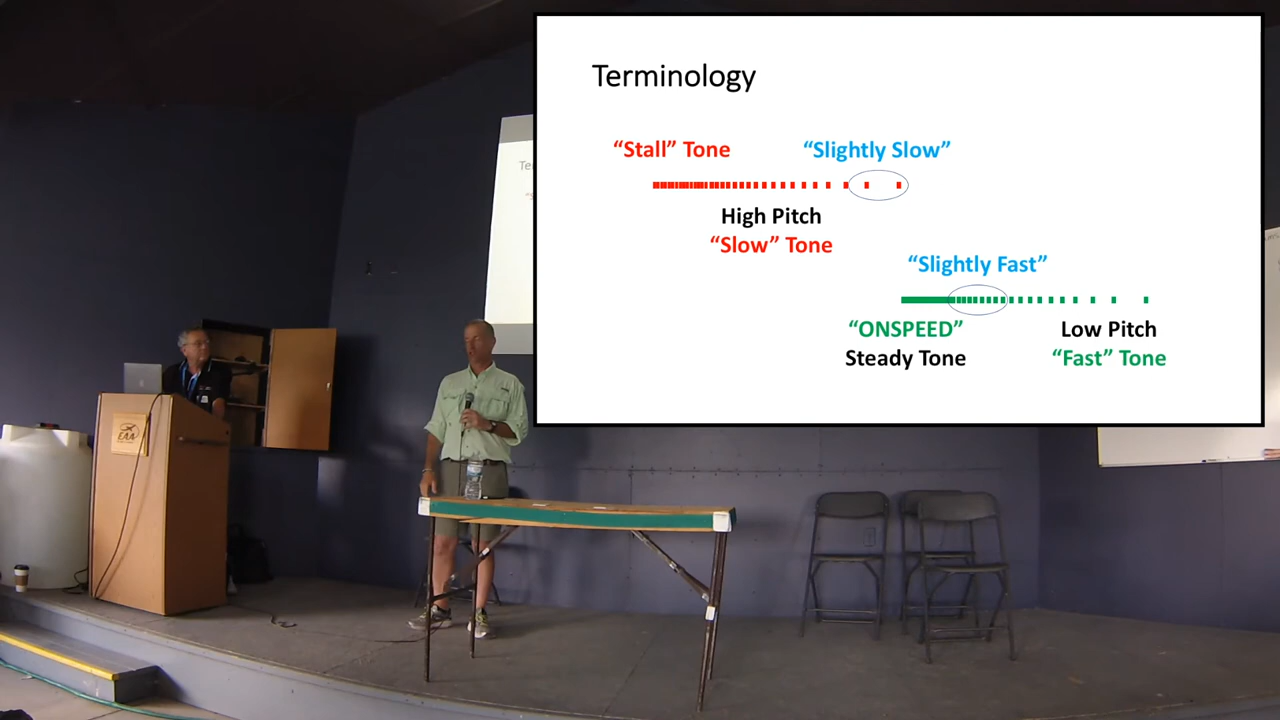 Terminology
“Stall” Tone
“Slightly Slow”
High Pitch
“Slow” Tone
“Slightly Fast”
“ONSPEED”
Low Pitch
Steady Tone
“Fast” Tone
Te
EAA